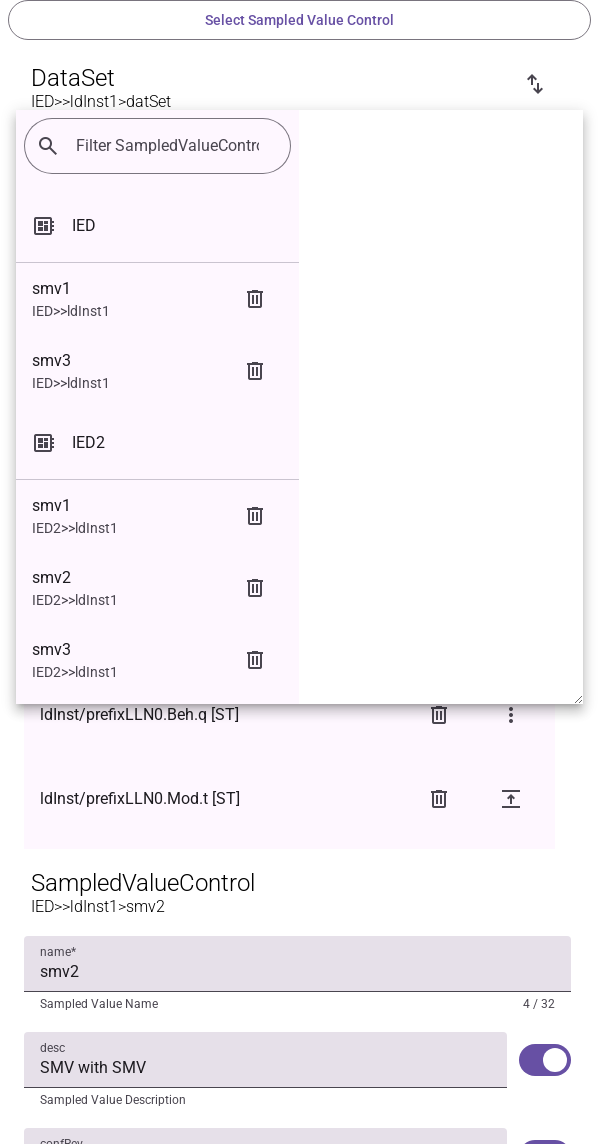 Select Sampled Value Control
DataSet
IED>>ldInst1>datSet
Filter SampledValueContro
IED
smv1
IED>>ldInst1
smv3
IED>>ldInst1
IED2
smv1
IED2>>ldInst1
smv2
IED2>>ldInst1
smv3
IED2>>ldInst1
ldInst/prefixLLN0.Beh.q [ST]
ldInst/prefixLLN0.Mod.t [ST]
SampledValueControl
IED>>ldInst1>smv2
name*
smv2
Sampled Value Name
4 / 32
desc
SMV with SMV
Sampled Value Description
confRev